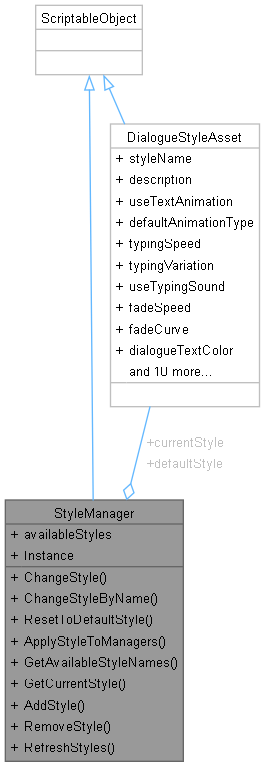 ScriptableObject
DialogueStyleAsset
+ styleName
+ description
+ useTextAnimation
+ defaultAnimationType
+ typingSpeed
+ typingVariation
+ useTypingSound
+ fadeSpeed
+ fadeCurve
+ dialogueTextColor
and 10 more...
+currentStyle
+defaultStyle
StyleManager
+ availableStyles
+ Instance
+ ChangeStyle()
+ ChangeStyleByName()
+ ResetToDefaultStyle()
+ ApplyStyleToManagers()
+ GetAvailableStyleNames()
+ GetCurrentStyle()
+ AddStyle()
+ RemoveStyle()
+ RefreshStyles()